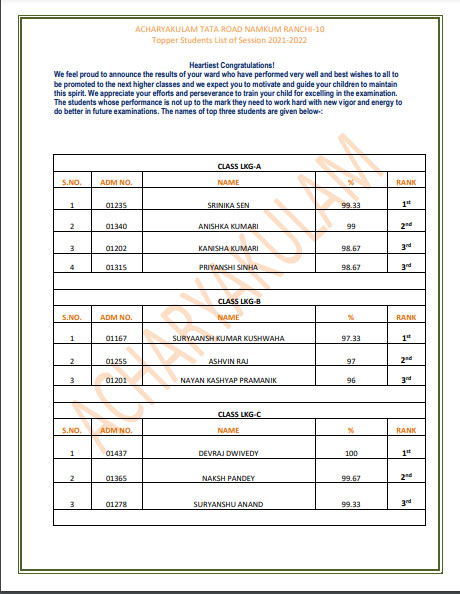 ACHARYAKULAM TATA ROAD NAMKUM RANCHI-10
Topper Students List of Session 2021-2022
Heartiest Congratulations!
We feel proud to announce the results of your ward who have performed very well and best wishes to all to
be promoted to the next higher classes and we expect you to motivate and guide your children to maintain
this spirit. We appreciate your efforts and perseverance to train your child for excelling in the examination.
The students whose performance is not up to the mark they need to work hard with new vigor and energy to
do better in future examinations. The names of top three students are given below-:
CLASS LKG-A
S.NO. ADM NO. NAME % RANK
1 01235 SRINIKA SEN 99.33 1st
2 01340 ANISHKA KUMARI 99 2nd
3 01202 KANISHA KUMARI 98.67 3rd
4 01315 PRIYANSHI SINHA 98.67 3rd
CLASS LKG-B
S.NO. ADM NO. NAME % RANK
1 01167 SURYAANSH KUMAR KUSHWAHA 97.33 1st
2 01255 ASHVIN RAJ 97 2nd
3 01201 NAYAN KASHYAP PRAMANIK 96 3rd
CLASS LKG-C
S.NO. ADM NO. NAME % RANK
1 01437 DEVRAJ DWIVEDY 100 1st
2 01365 NAKSH PANDEY 99.67 2nd
3 01278 SURYANSHU ANAND 99.33 3rd
ACHARYAKULAM